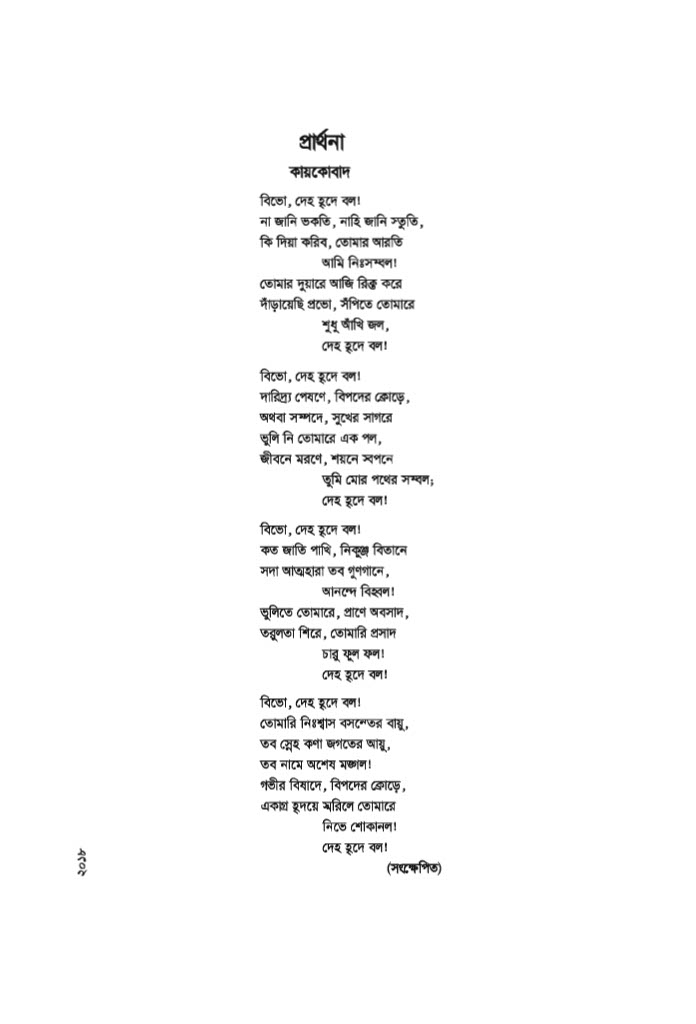 প্রার্থনা
কায়কোবাদ
বিভো, দেহ হৃদে বল!
না জানি ভকতি, নাহি জানি স্তুতি,
কি দিয়া করিব, তোমার আরতি
আমি নিঃসম্বল!
তোমার দুয়ারে আজি রিক্ত করে
দাঁড়ায়েছি প্রভো, সঁপিতে তোমারে
শুধু আঁখি জল,
দেহ হৃদে বল!
বিভো, দেহ হৃদে বল!
দারিদ্র্য পেষণে, বিপদের ক্রোড়ে,
অথবা সম্পদে, সুখের সাগরে
ভুলি নি তোমারে এক পল,
জীবনে মরণে, শয়নে স্বপনে
তুমি মোর পথের সম্বল;
দেহ হৃদে বল!
বিভো, দেহ হৃদে বল!
কত জাতি পাখি, নিকুঞ্জ বিতানে
সদা আত্মহারা তব গুণগানে,
আনন্দে বিহ্বল!
ভুলিতে তোমারে, প্রাণে অবসাদ,
তরুলতা শিরে, তোমারি প্রসাদ
চারু ফুল ফল!
দেহ হৃদে বল!
বিভো, দেহ হৃদে বল!
তোমারি নিঃশ্বাস বসন্তের বায়ু,
তব স্নেহ কণা জগতের আয়ু,
তব নামে অশেষ মঙ্গল!
গভীর বিষাদে, বিপদের ক্রোড়ে,
একাগ্র হৃদয়ে স্মরিলে তোমারে
নিভে শোকানল!
দেহ হৃদে বল!
(সংক্ষেপিত)
২০১৮